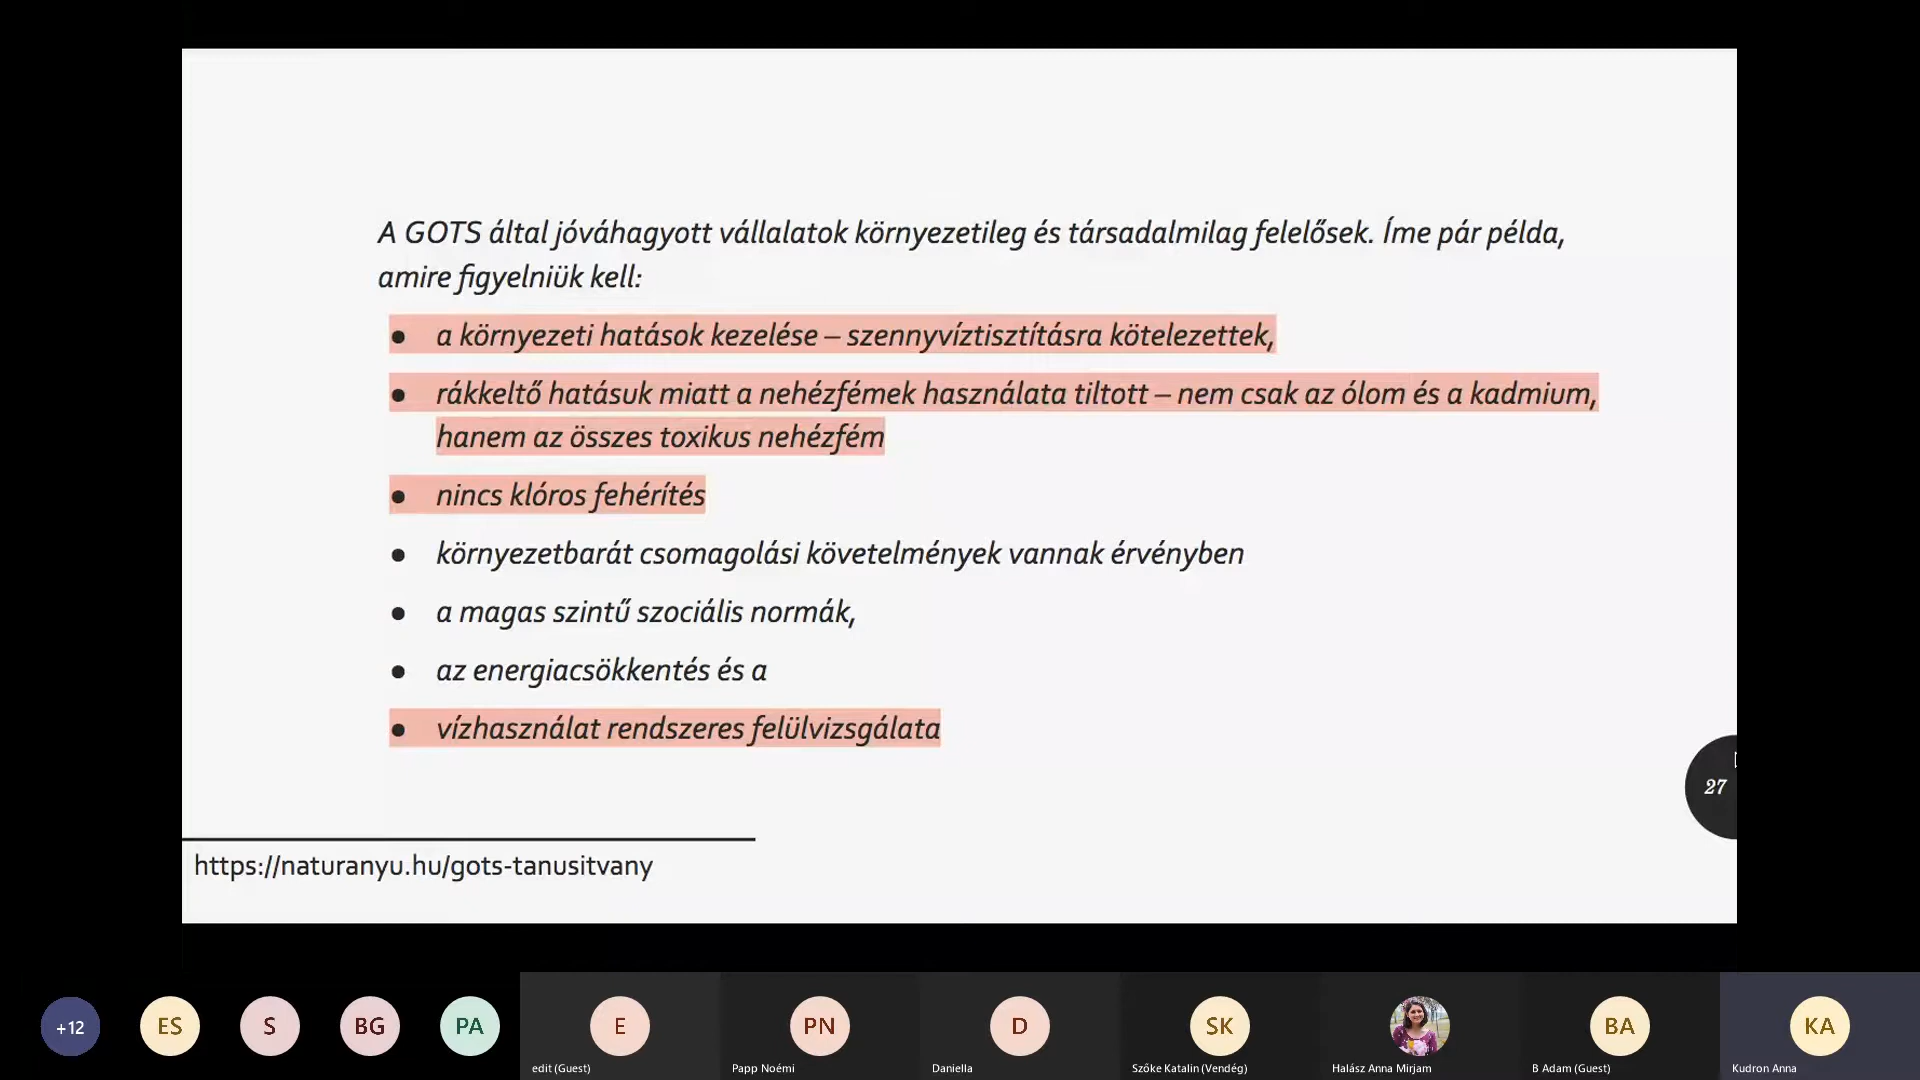 A GOTS által jóváhagyott vállalatok környezetileg és társadalmilag felelősek. Íme pár példa,
amire figyelniük kell:
● a környezeti hatások kezelése – szennyvíztisztításra kötelezettek,
● rákkeltő hatásuk miatt a nehézfémek használata tiltott – nem csak az ólom és a kadmium,
hanem az összes toxikus nehézfém
● nincs klóros fehérítés
● környezetbarát csomagolási követelmények vannak érvényben
● a magas szintű szociális normák,
● az energiacsökkentés és a
● vízhasználat rendszeres felülvizsgálata
27
https://naturanyu.hu/gots-tanusitvany
+12
ES
S
BG
PA
E
PN
D
SK
BA
KA
edit (Guest)
Papp Noémi
Daniella
Szőke Katalin (Vendég)
Halász Anna Mirjam
B Adam (Guest)
Kudron Anna